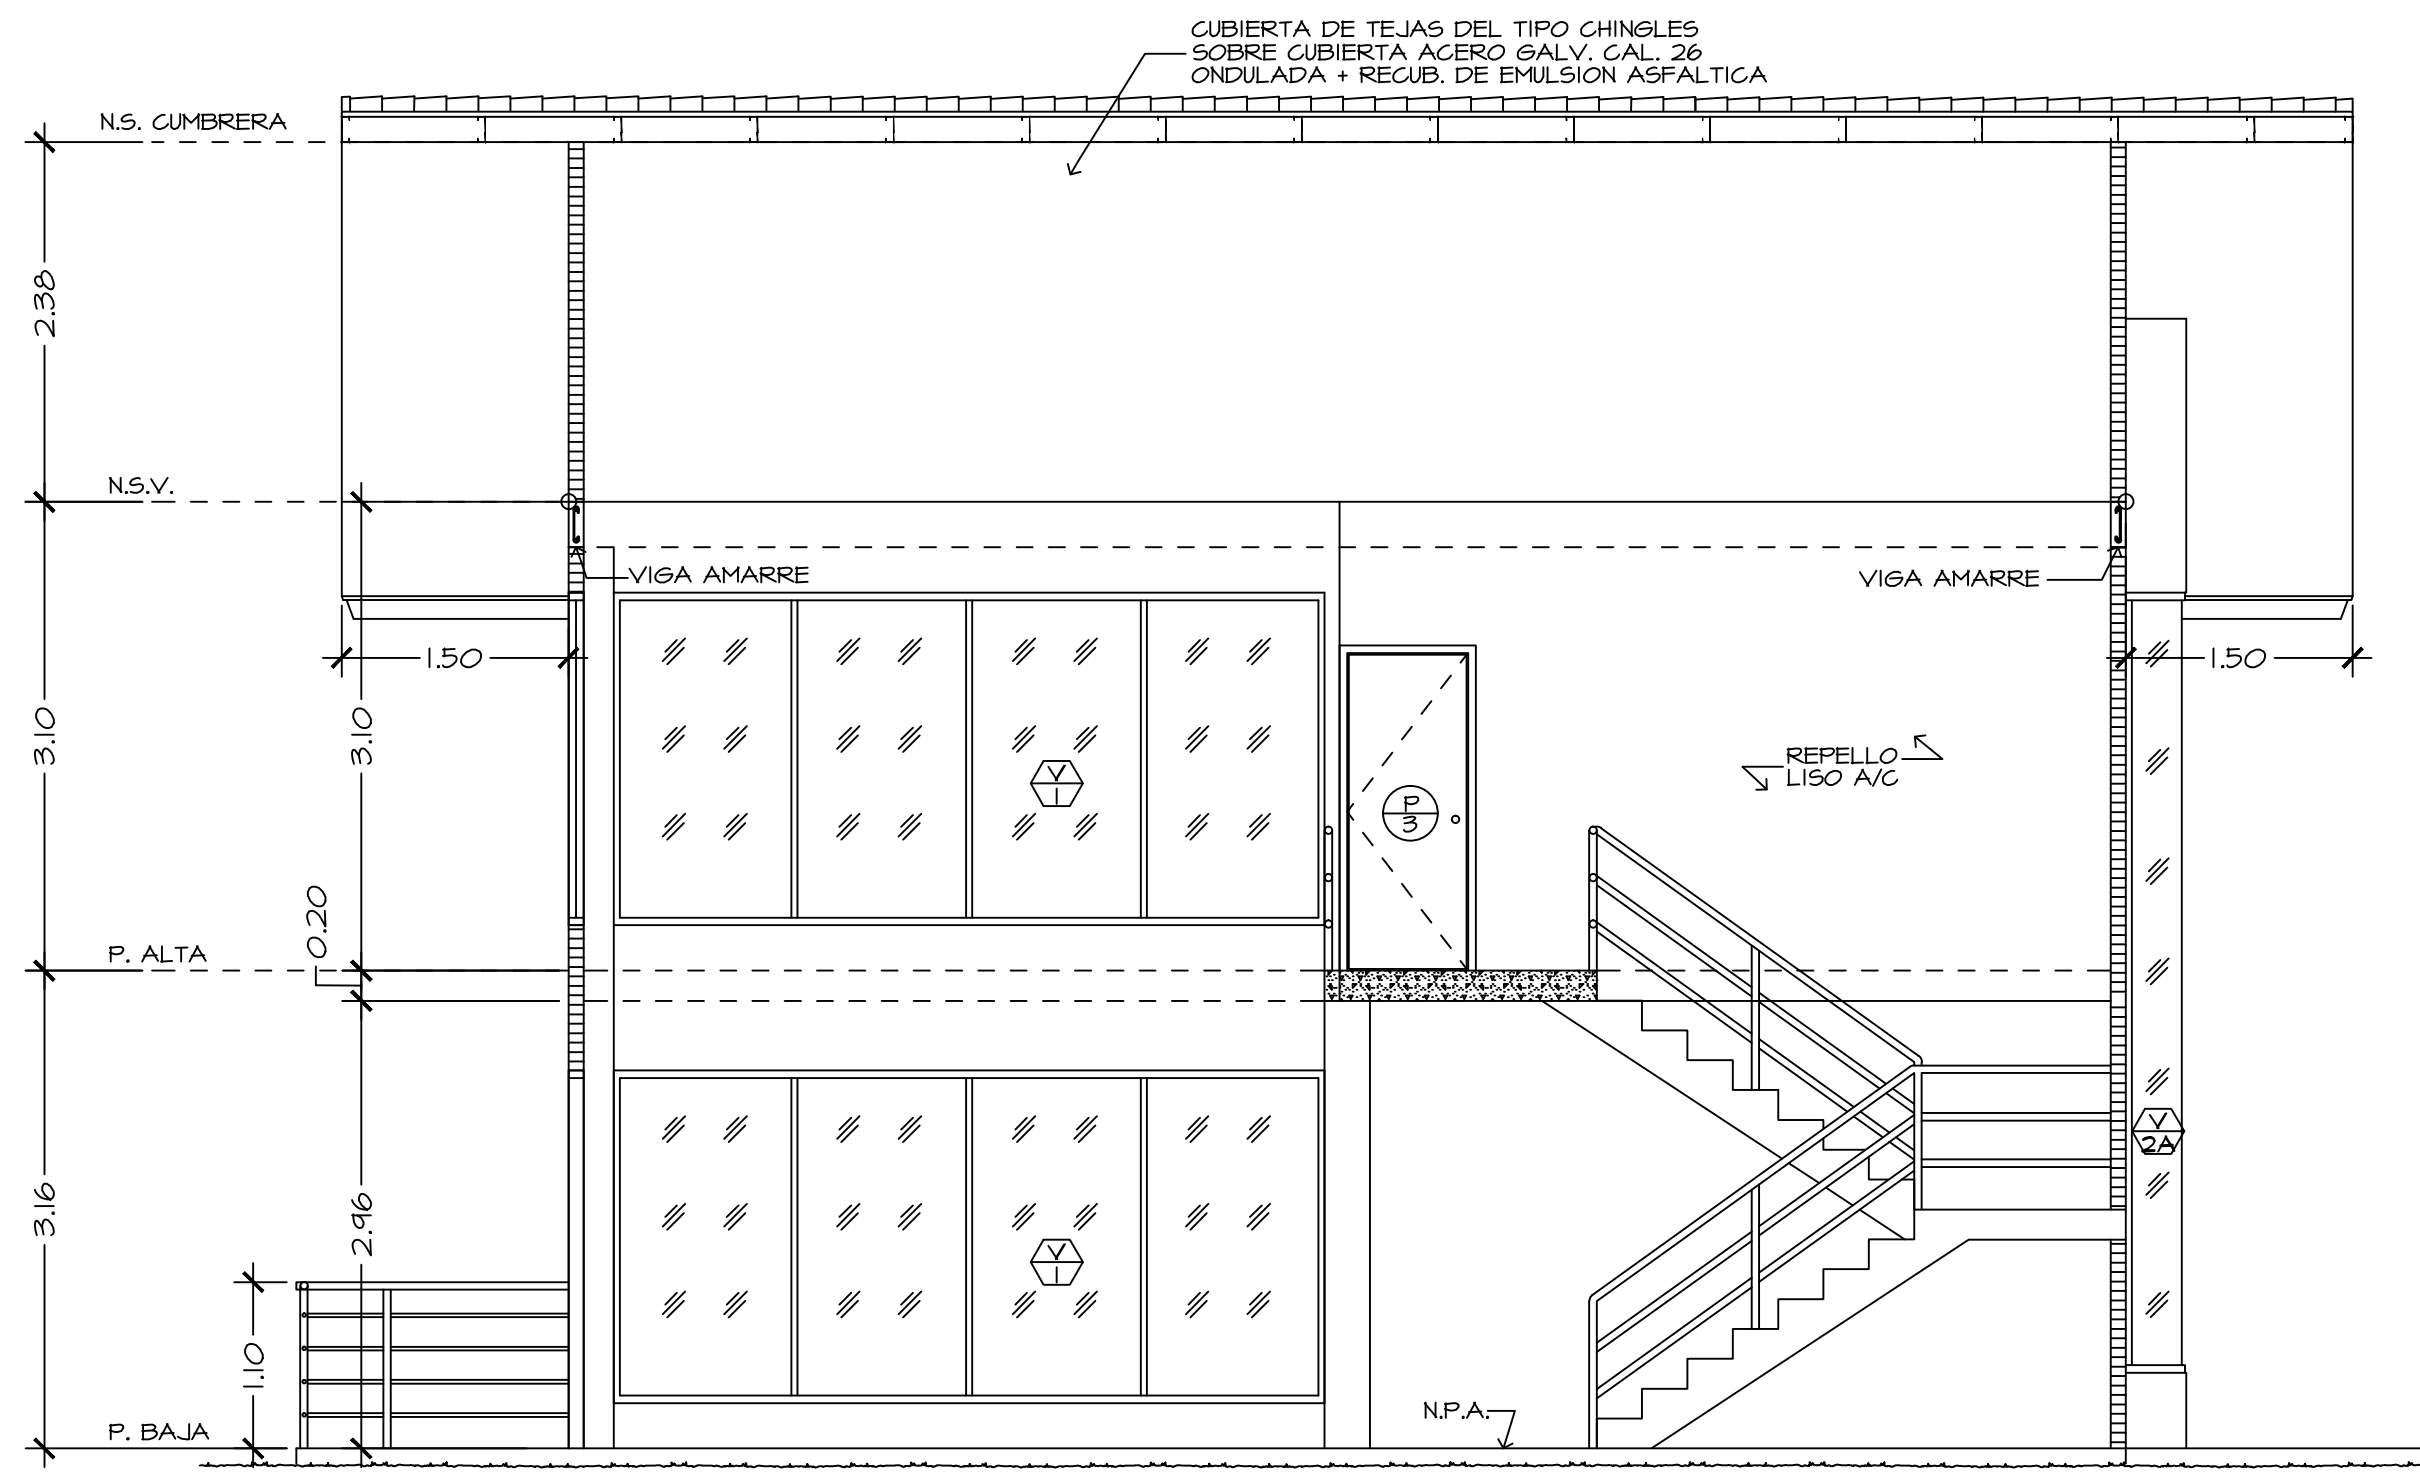 CUBIERTA DE TEJAS DEL TIPO CHINGLES
SOBRE CUBIERTA ACERO GALV. CAL. 26
ONDULADA + RECUB. DE EMULSION ASFALTICA
N.S. CUMBRERA
2.38
N.S.V.
VIGA AMARRE
VIGA AMARRE
1.50
1.50
3.10
3.10
REPELLO
LISO A/C
V
1
P
3
0.20
P. ALTA
V
2A
3.16
2.96
V
1
1.10
N.P.A.
P. BAJA